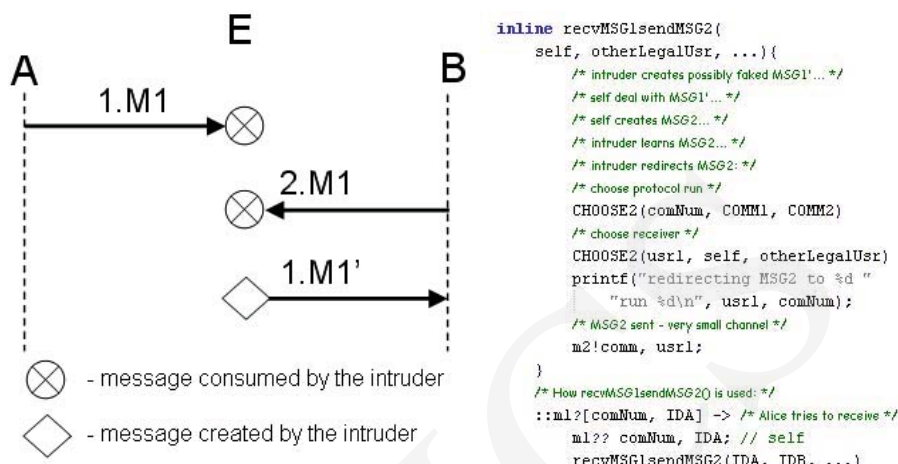 E
A
B
1.M1
2.M1
1.M1’
- message consumed by the intruder
- message created by the intruder
inline recvMSG1sendMSG2(
self, otherLegalUsr, ...){
/* intruder creates possibly faked MSG1'... */
/* self deal with MSG1'... */
/* self creates MSG2... */
/* intruder learns MSG2... */
/* intruder redirects MSG2: */
/* choose protocol run */
CHOOSE2(comNum, COMM1, COMM2)
/* choose receiver */
CHOOSE2(usr1, self, otherLegalUsr)
printf("redirecting MSG2 to %d "
"run %d\n", usr1, comNum);
/* MSG2 sent - very small channel */
m2!comm, usr1;
}
/* How recvMSG1sendMSG2() is used: */
::m1?[comNum, IDA] -> /* Alice tries to receive */
m1?? comNum, IDA; // self
recvMSG1sendMSG2(IDA, IDB, ...)